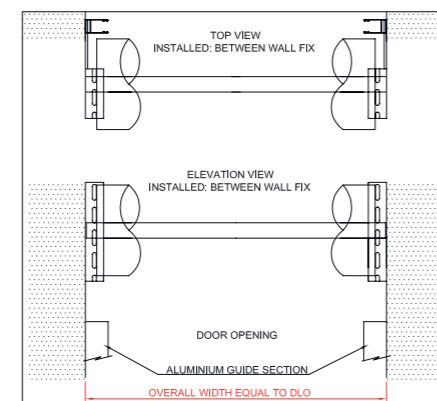 TOP VIEW
INSTALLED: BETWEEN WALL FIX
ELEVATION VIEW
INSTALLED: BETWEEN WALL FIX
DOOR OPENING
ALUMINIUM GUIDE SECTION
OVERALL WIDTH EQUAL TO DLO